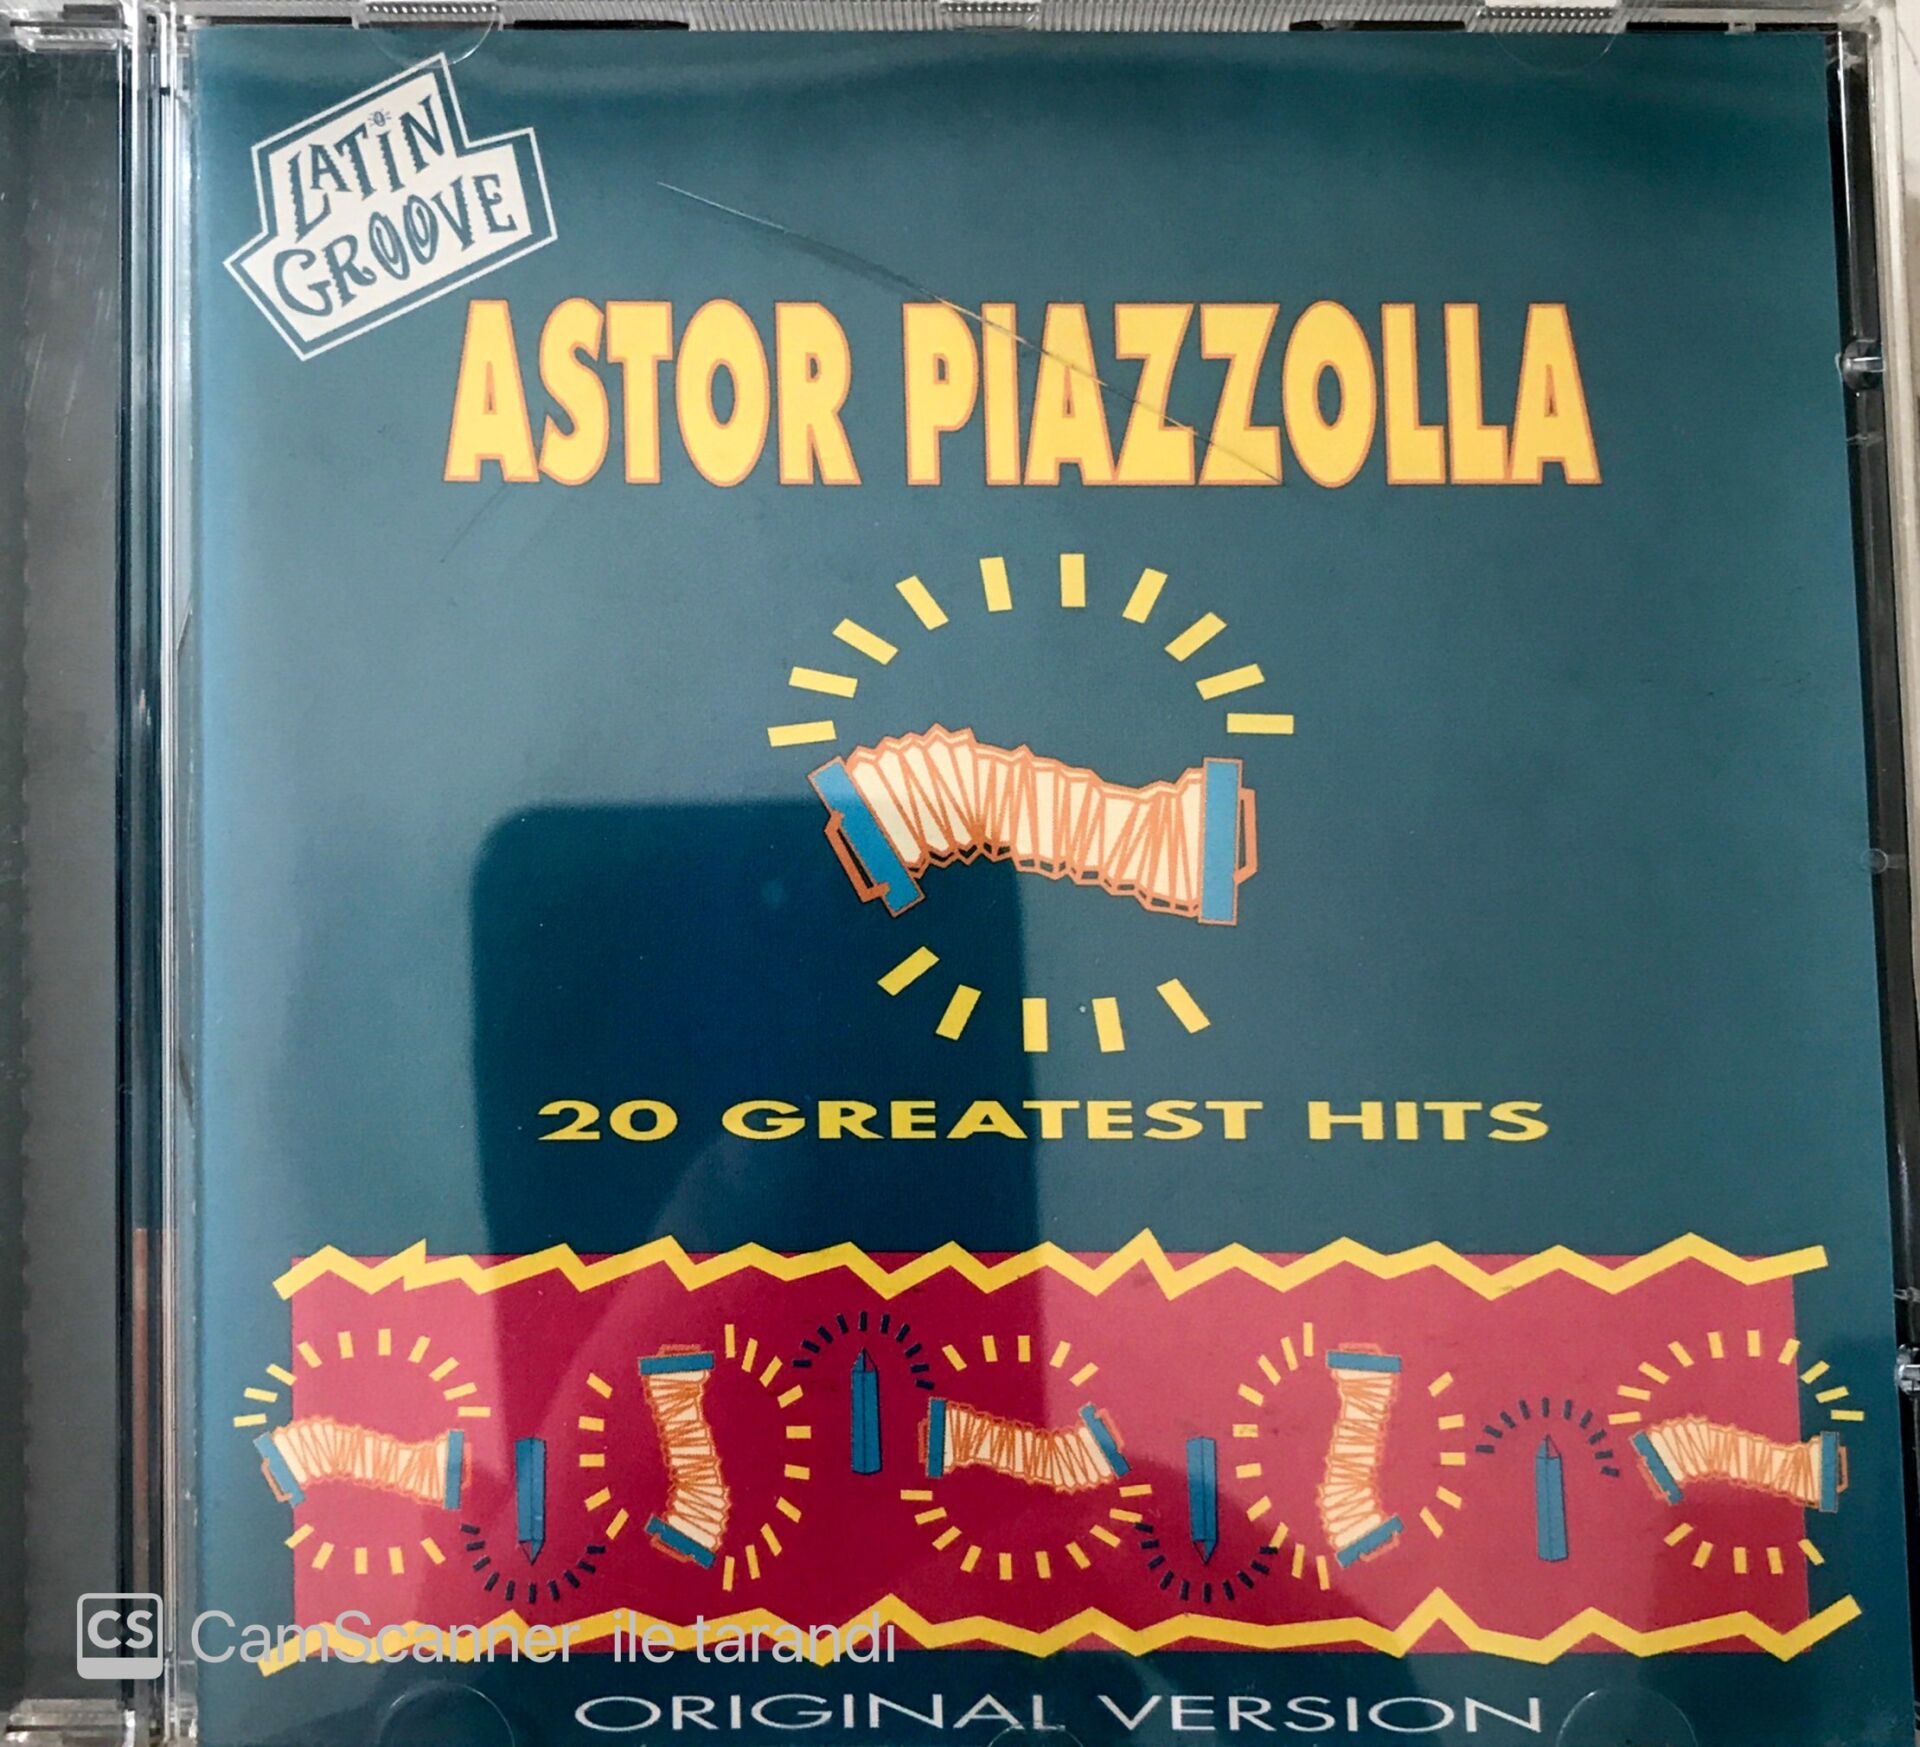 LATIN
GROOVE
ASTOR PIAZZOLLA
20 GREATEST HITS
CS CamScanner ile tarandı
ORIGINAL VERSION